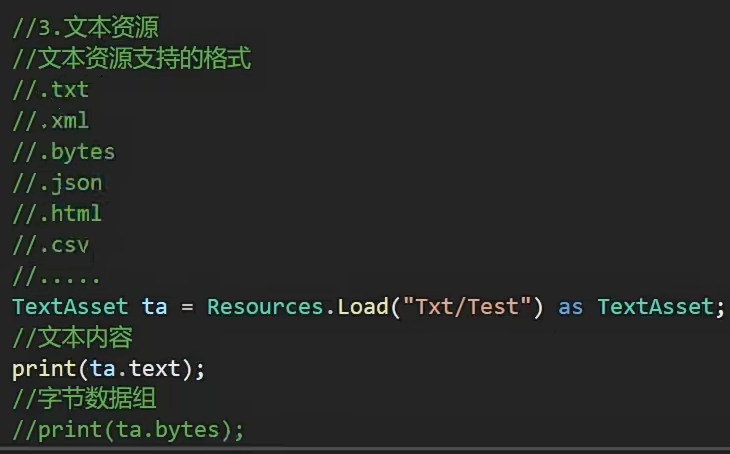 //3.文本资源
//文本资源支持的格式
//.txt
//.xml
//.bytes
//.json
//.html
//.csv
//.....
TextAsset ta = Resources.Load("Txt/Test") as TextAsset;
//文本内容
print(ta.text);
//字节数据组
//print(ta.bytes);